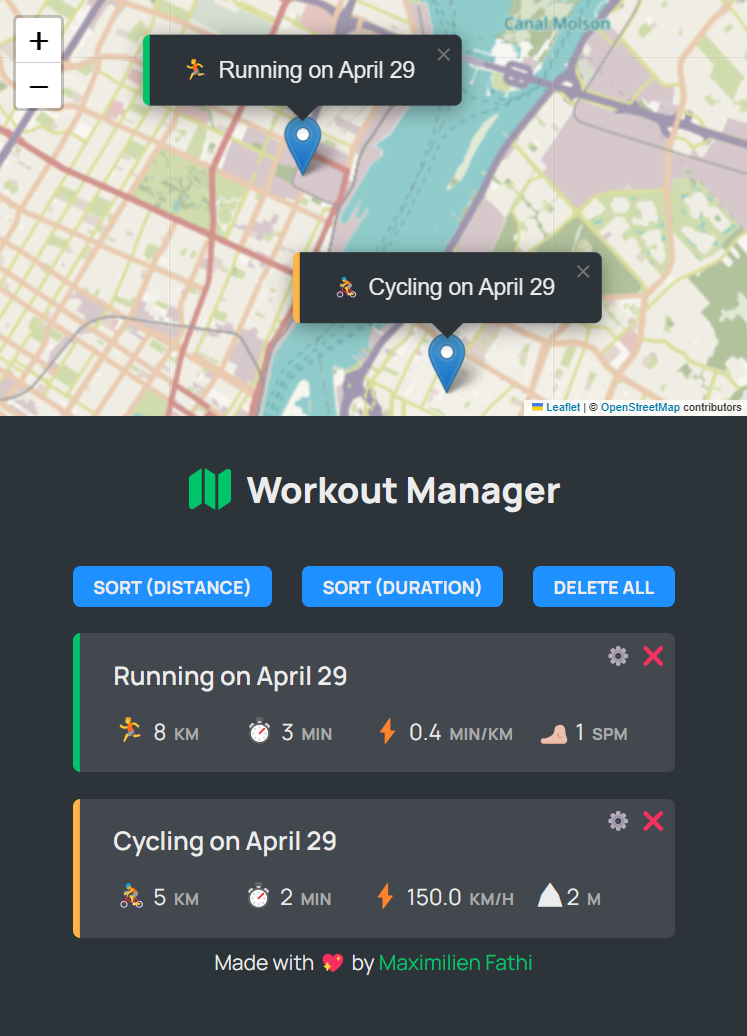 Canal Molson
+
−
Running on April 29 ×
Cycling on April 29 ×
Leaflet | © OpenStreetMap contributors
Workout Manager
SORT (DISTANCE) SORT (DURATION) DELETE ALL
Running on April 29
8 KM 3 MIN 0.4 MIN/KM 1 SPM
Cycling on April 29
5 KM 2 MIN 150.0 KM/H 2 M
Made with 💖 by Maximilien Fathi